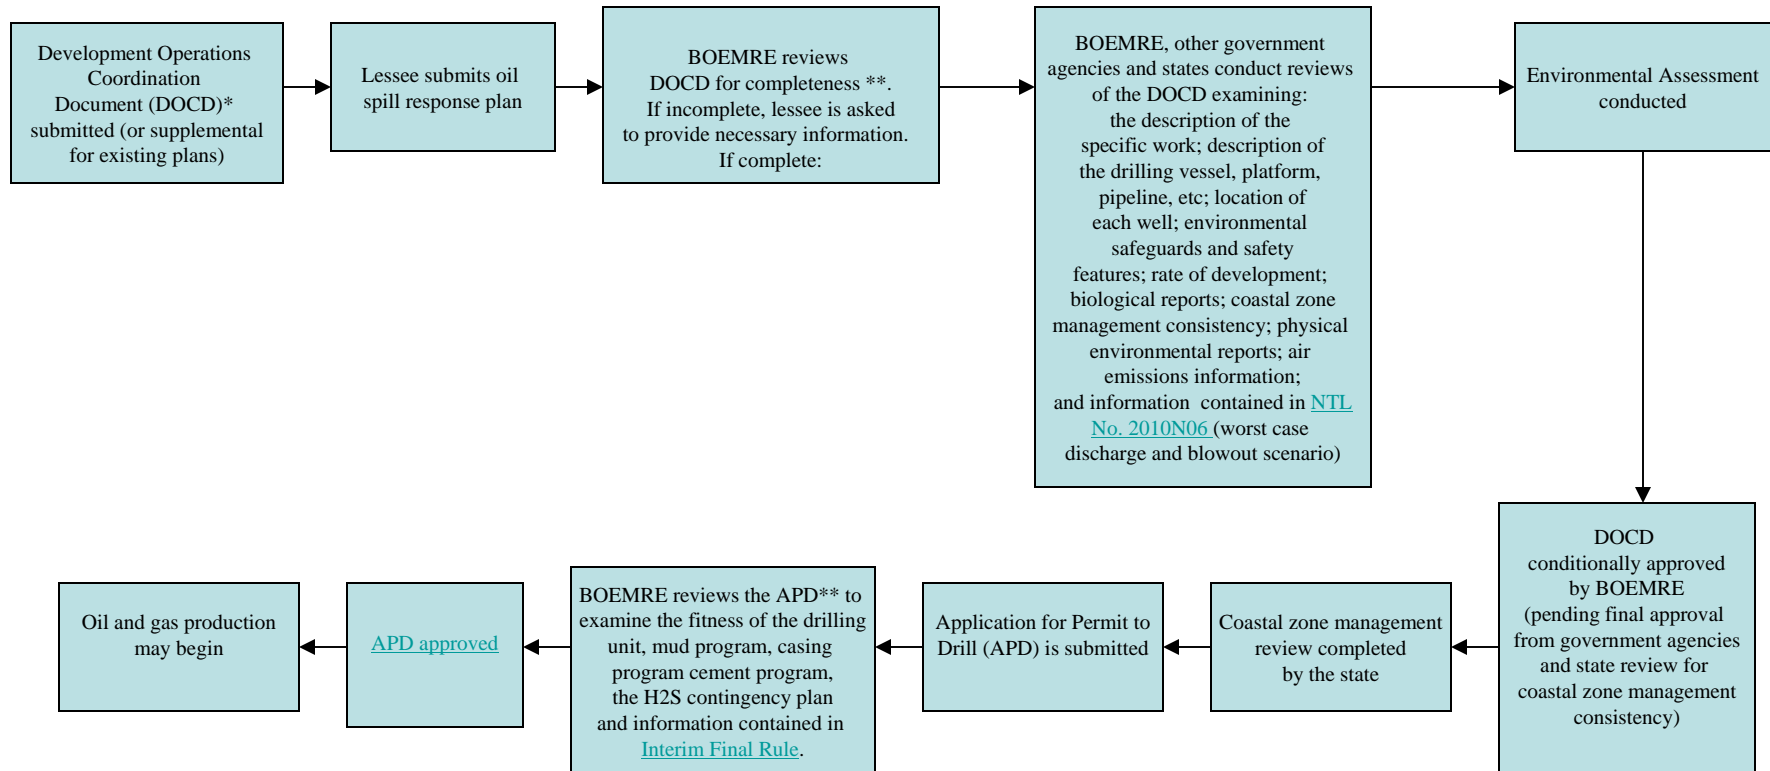 Development Operations
Coordination
Document (DOCD)*
submitted (or supplemental
for existing plans)
Lessee submits oil
spill response plan
BOEMRE reviews
DOCD for completeness **.
If incomplete, lessee is asked
to provide necessary information.
If complete:
BOEMRE, other government
agencies and states conduct reviews
of the DOCD examining:
the description of the
specific work; description of
the drilling vessel, platform,
pipeline, etc; location of
each well; environmental
safeguards and safety
features; rate of development;
biological reports; coastal zone
management consistency; physical
environmental reports; air
emissions information;
and information contained in NTL
No. 2010N06 (worst case
discharge and blowout scenario)
Environmental Assessment
conducted
DOCD
conditionally approved
by BOEMRE
(pending final approval
from government agencies
and state review for
coastal zone management
consistency)
Coastal zone management
review completed
by the state
Application for Permit to
Drill (APD) is submitted
BOEMRE reviews the APD** to
examine the fitness of the drilling
unit, mud program, casing
program cement program,
the H2S contingency plan
and information contained in
Interim Final Rule.
APD approved
Oil and gas production
may begin